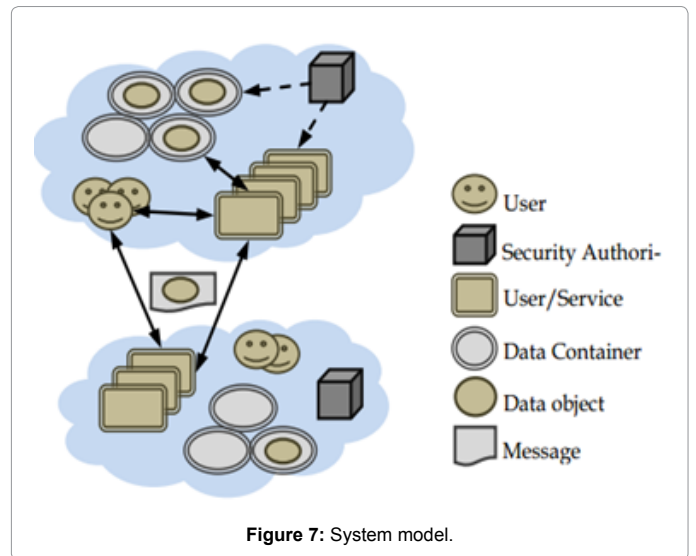 User
Security Authori-
User/Service
Data Container
Data object
Message
Figure 7: System model.